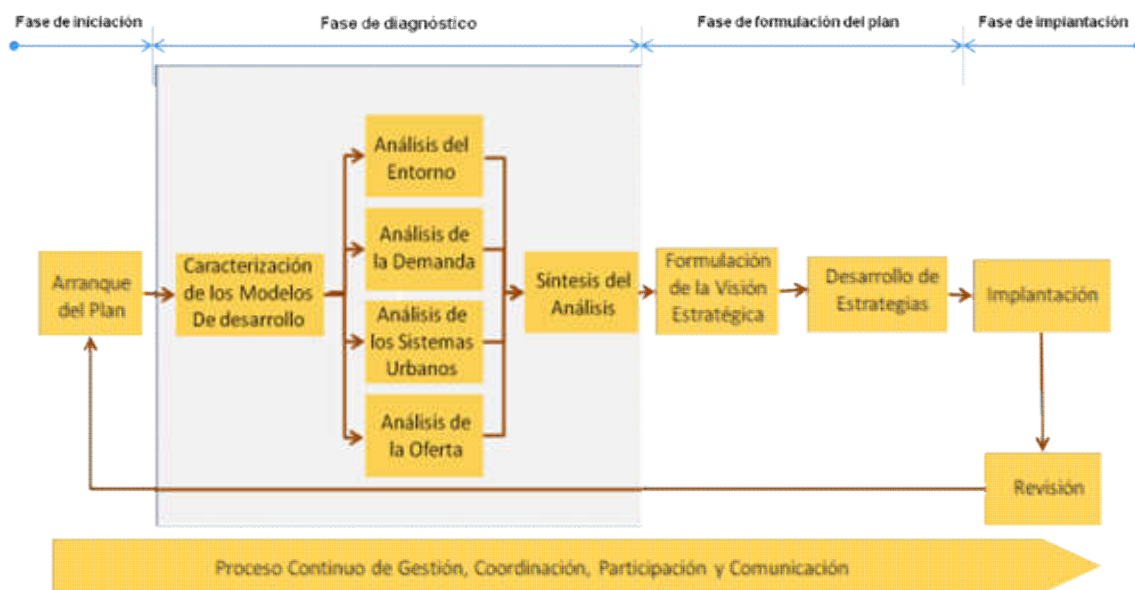 Fase de iniciación
Fase de diagnóstico
Fase de formulación del plan
Fase de implantación
Arranque
del Plan
Caracterización
de los Modelos
De desarrollo
Análisis del
Entorno
Análisis de
la Demanda
Análisis de
los Sistemas
Urbanos
Análisis de
la Oferta
Síntesis del
Análisis
Formulación
de la Visión
Estratégica
Desarrollo de
Estrategias
Implantación
Revisión
Proceso Continuo de Gestión, Coordinación, Participación y Comunicación